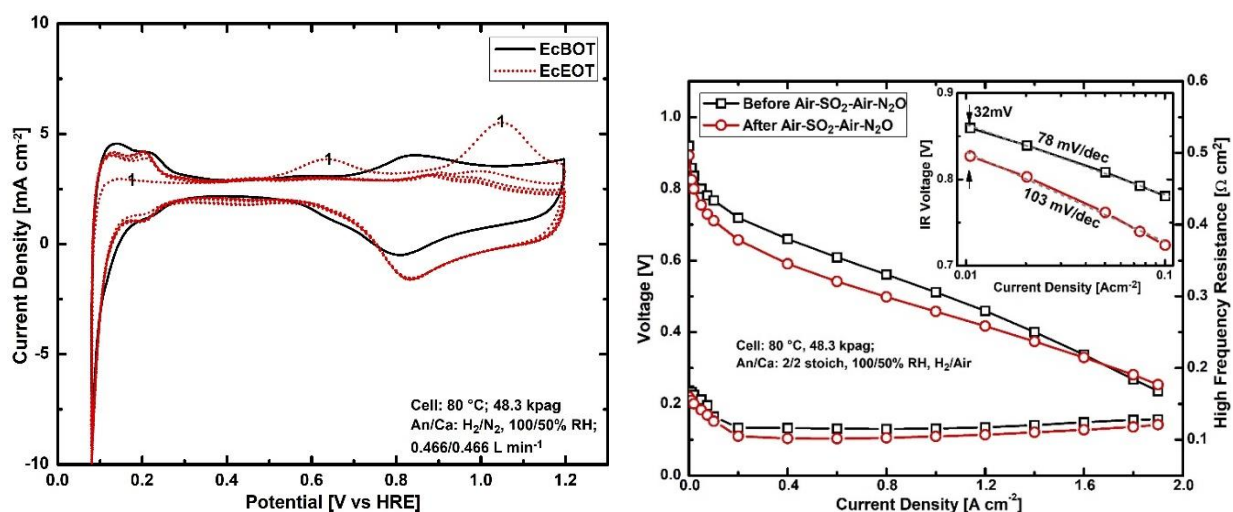 10
5
0
-5
-10
Current Density [mA cm-2]
EcBOT
EcEOT
1
1
1
Cell: 80 °C; 48.3 kpag
An/Ca: H2/N2, 100/50% RH;
0.466/0.466 L min-1
0.0 0.2 0.4 0.6 0.8 1.0 1.2
Potential [V vs HRE]
1.0
0.8
0.6
0.4
0.2
0.0
Voltage [V]
Before Air-SO2-Air-N2O
After Air-SO2-Air-N2O
0.9
0.8
0.7
IR Voltage [V]
32mV
78 mV/dec
103 mV/dec
0.01 0.1
Current Density [Acm-2]
Cell: 80 °C, 48.3 kpag;
An/Ca: 2/2 stoich, 100/50% RH, H2/Air
0.6
0.5
0.4
0.3
0.2
0.1
High Frequency Resistance [Ω cm2]
0.0 0.4 0.8 1.2 1.6 2.0
Current Density [A cm-2]